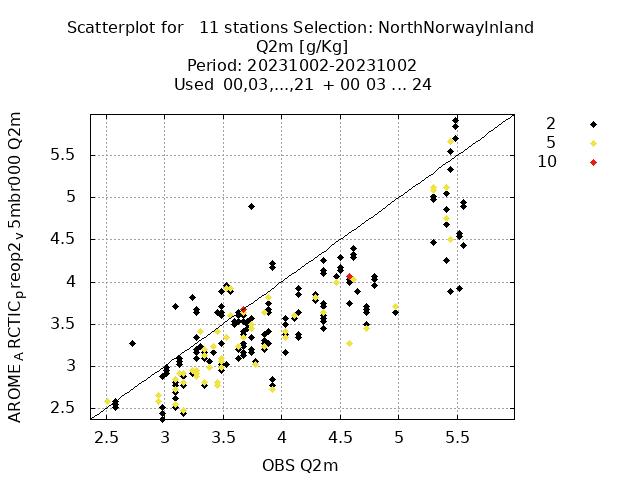 Scatterplot for   11 stations Selection: NorthNorwayInland
Q2m [g/Kg]
Period: 20231002-20231002
Used  00,03,...,21  + 00 03 ... 24
AROME_ARCTIC_preop2_v5mbr000 Q2m
2
5
10
5.5
5
4.5
4
3.5
3
2.5
2.5 3 3.5 4 4.5 5 5.5
OBS Q2m